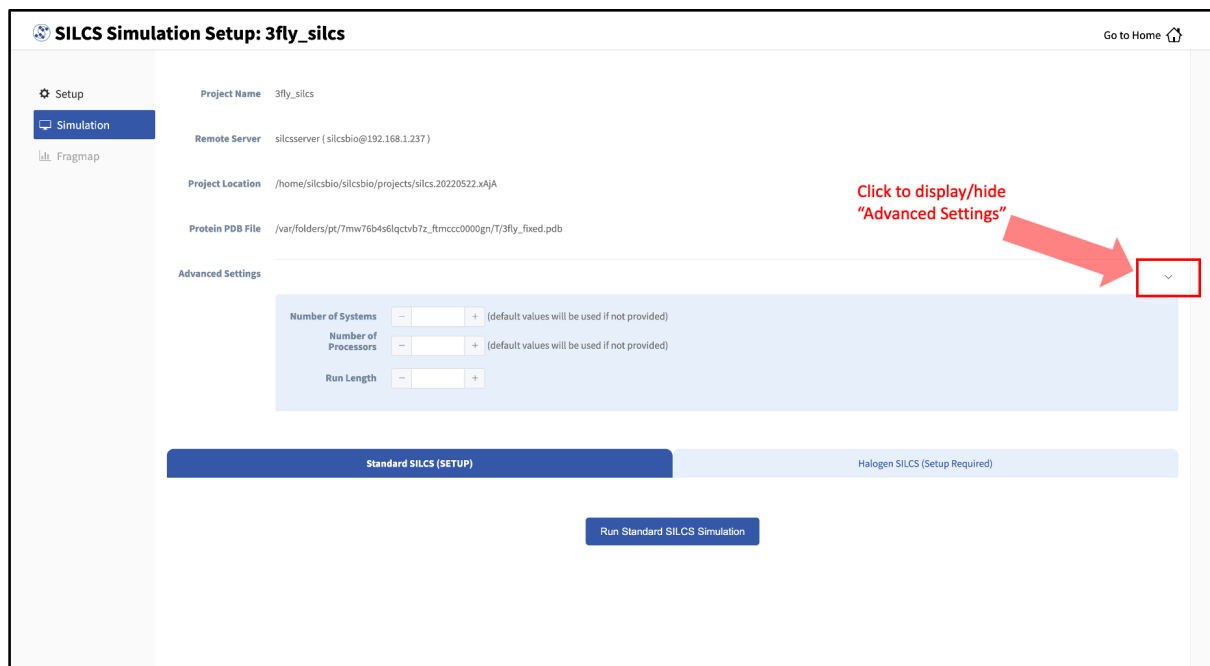 SILCS Simulation Setup: 3fly_silcs
Go to Home
Setup
Simulation
Fragmap
Project Name 3fly_silcs
Remote Server silcsserver ( silcsbio@192.168.1.237 )
Project Location /home/silcsbio/silcsbio/projects/silcs.20220522.xAjA
Click to display/hide
“Advanced Settings”
Protein PDB File /var/folders/pt/7mw76b4s6lqctvb7z_ftmccc0000gn/T/3fly_fixed.pdb
Advanced Settings
Number of Systems − + (default values will be used if not provided)
Number of
Processors − + (default values will be used if not provided)
Run Length − +
Standard SILCS (SETUP)
Halogen SILCS (Setup Required)
Run Standard SILCS Simulation